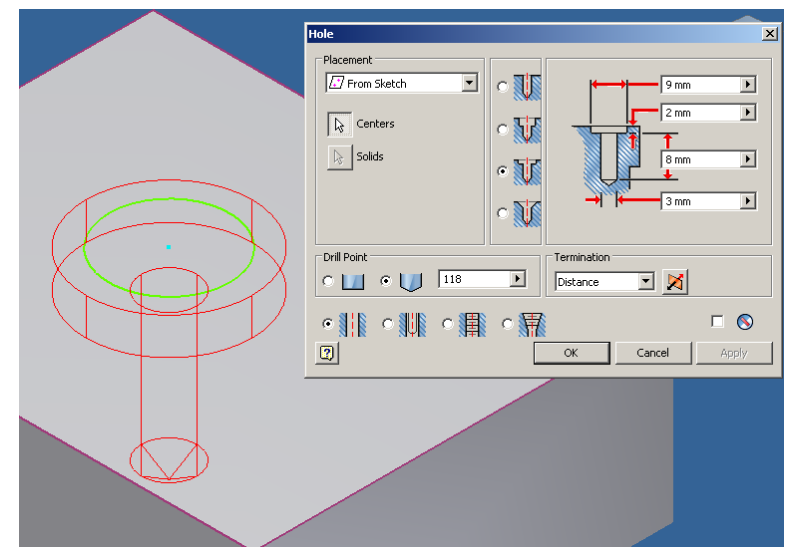 Hole
Placement
From Sketch
Centers
Solids
9 mm
2 mm
8 mm
3 mm
Drill Point
118
Termination
Distance
OK
Cancel
Apply